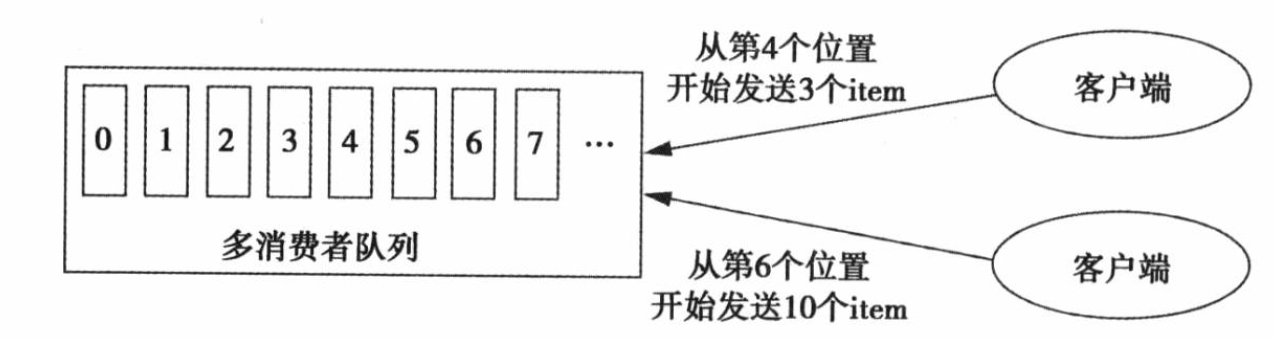 从第4个位置
开始发送3个item
客户端
0 1 2 3 4 5 6 7 …
多消费者队列
从第6个位置
开始发送10个item
客户端